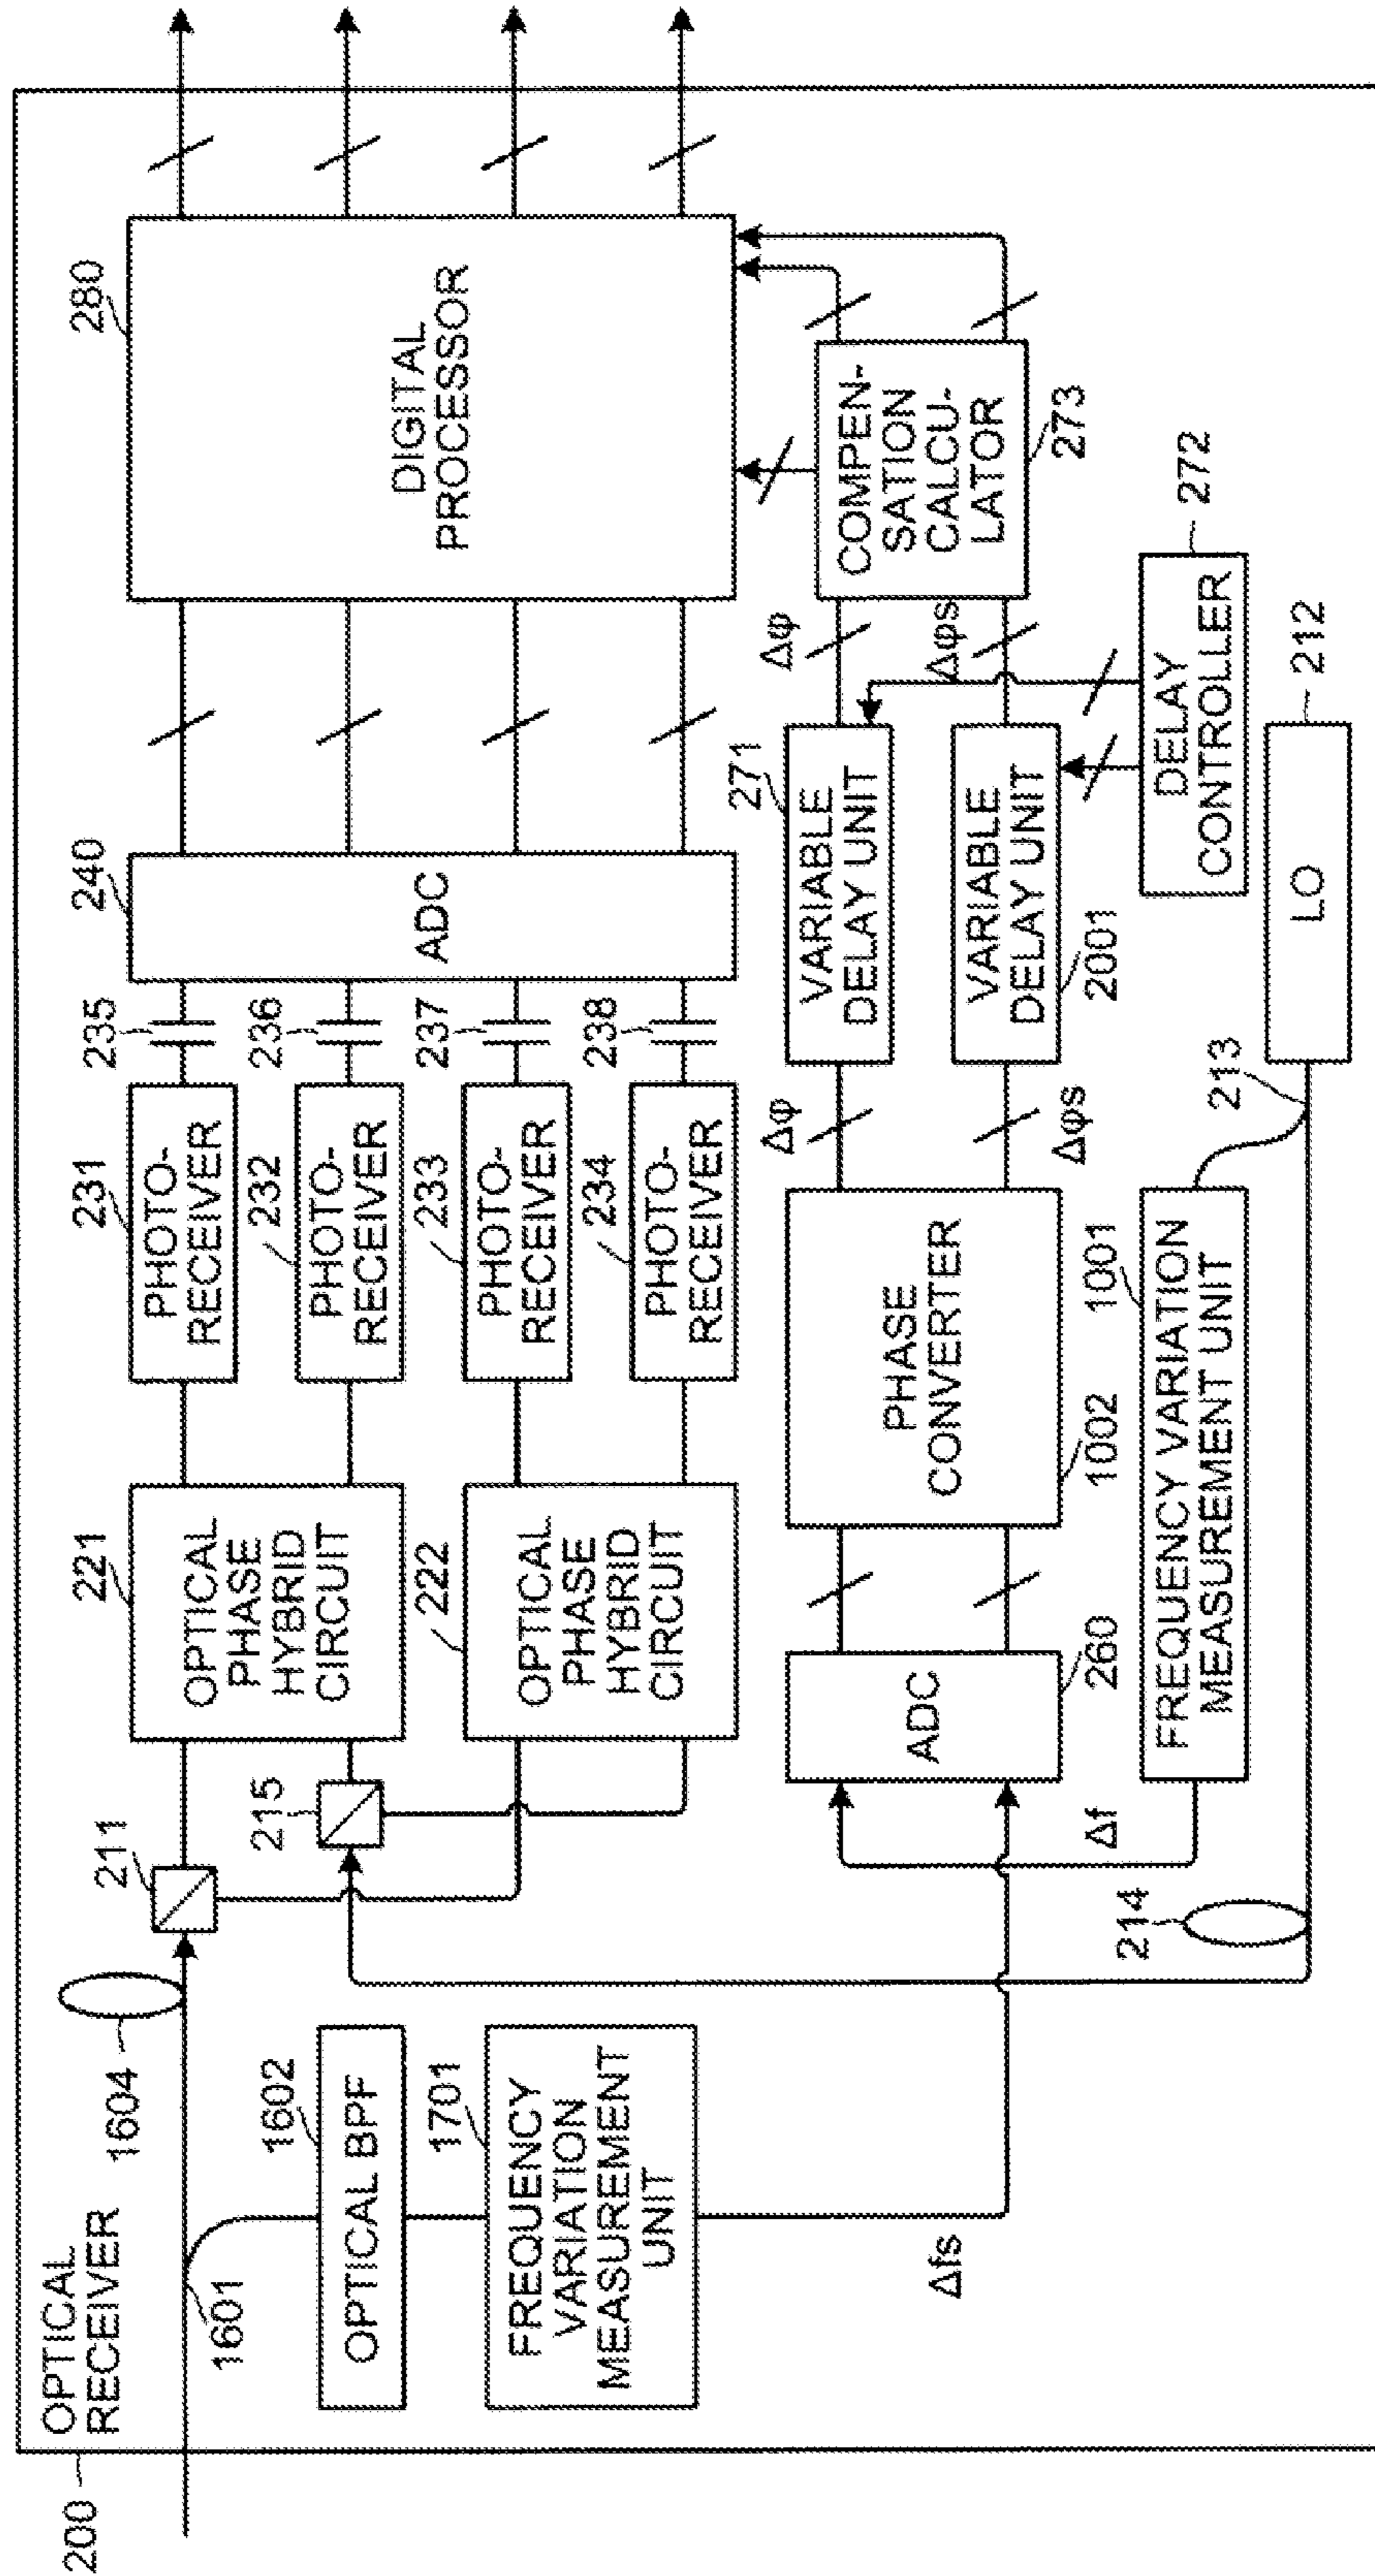 OPTICAL
RECEIVER
200
1604
1601
1602
OPTICAL BPF
1701
FREQUENCY
VARIATION
MEASUREMENT
UNIT
Δfs
211
215
221
OPTICAL
PHASE
HYBRID
CIRCUIT
222
OPTICAL
PHASE
HYBRID
CIRCUIT
231
PHOTO-
RECEIVER
232
PHOTO-
RECEIVER
233
PHOTO-
RECEIVER
234
PHOTO-
RECEIVER
235
236
237
238
240
ADC
280
DIGITAL
PROCESSOR
ADC
260
Δf
PHASE
CONVERTER
1002
Δφ
Δφs
271
VARIABLE
DELAY UNIT
VARIABLE
DELAY UNIT
2001
Δφ
Δφs
COMPEN-
SATION
CALCU-
LATOR
273
272
DELAY
CONTROLLER
1001
FREQUENCY VARIATION
MEASUREMENT UNIT
214
213
212
LO